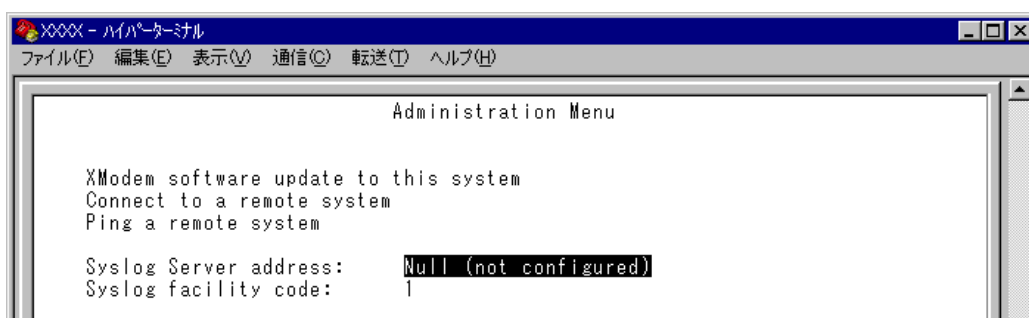 XXXX - ハイパーターミナル
ファイル(F) 編集(E) 表示(V) 通信(C) 転送(T) ヘルプ(H)
Administration Menu
XModem software update to this system
Connect to a remote system
Ping a remote system
Syslog Server address: Null (not configured)
Syslog facility code: 1